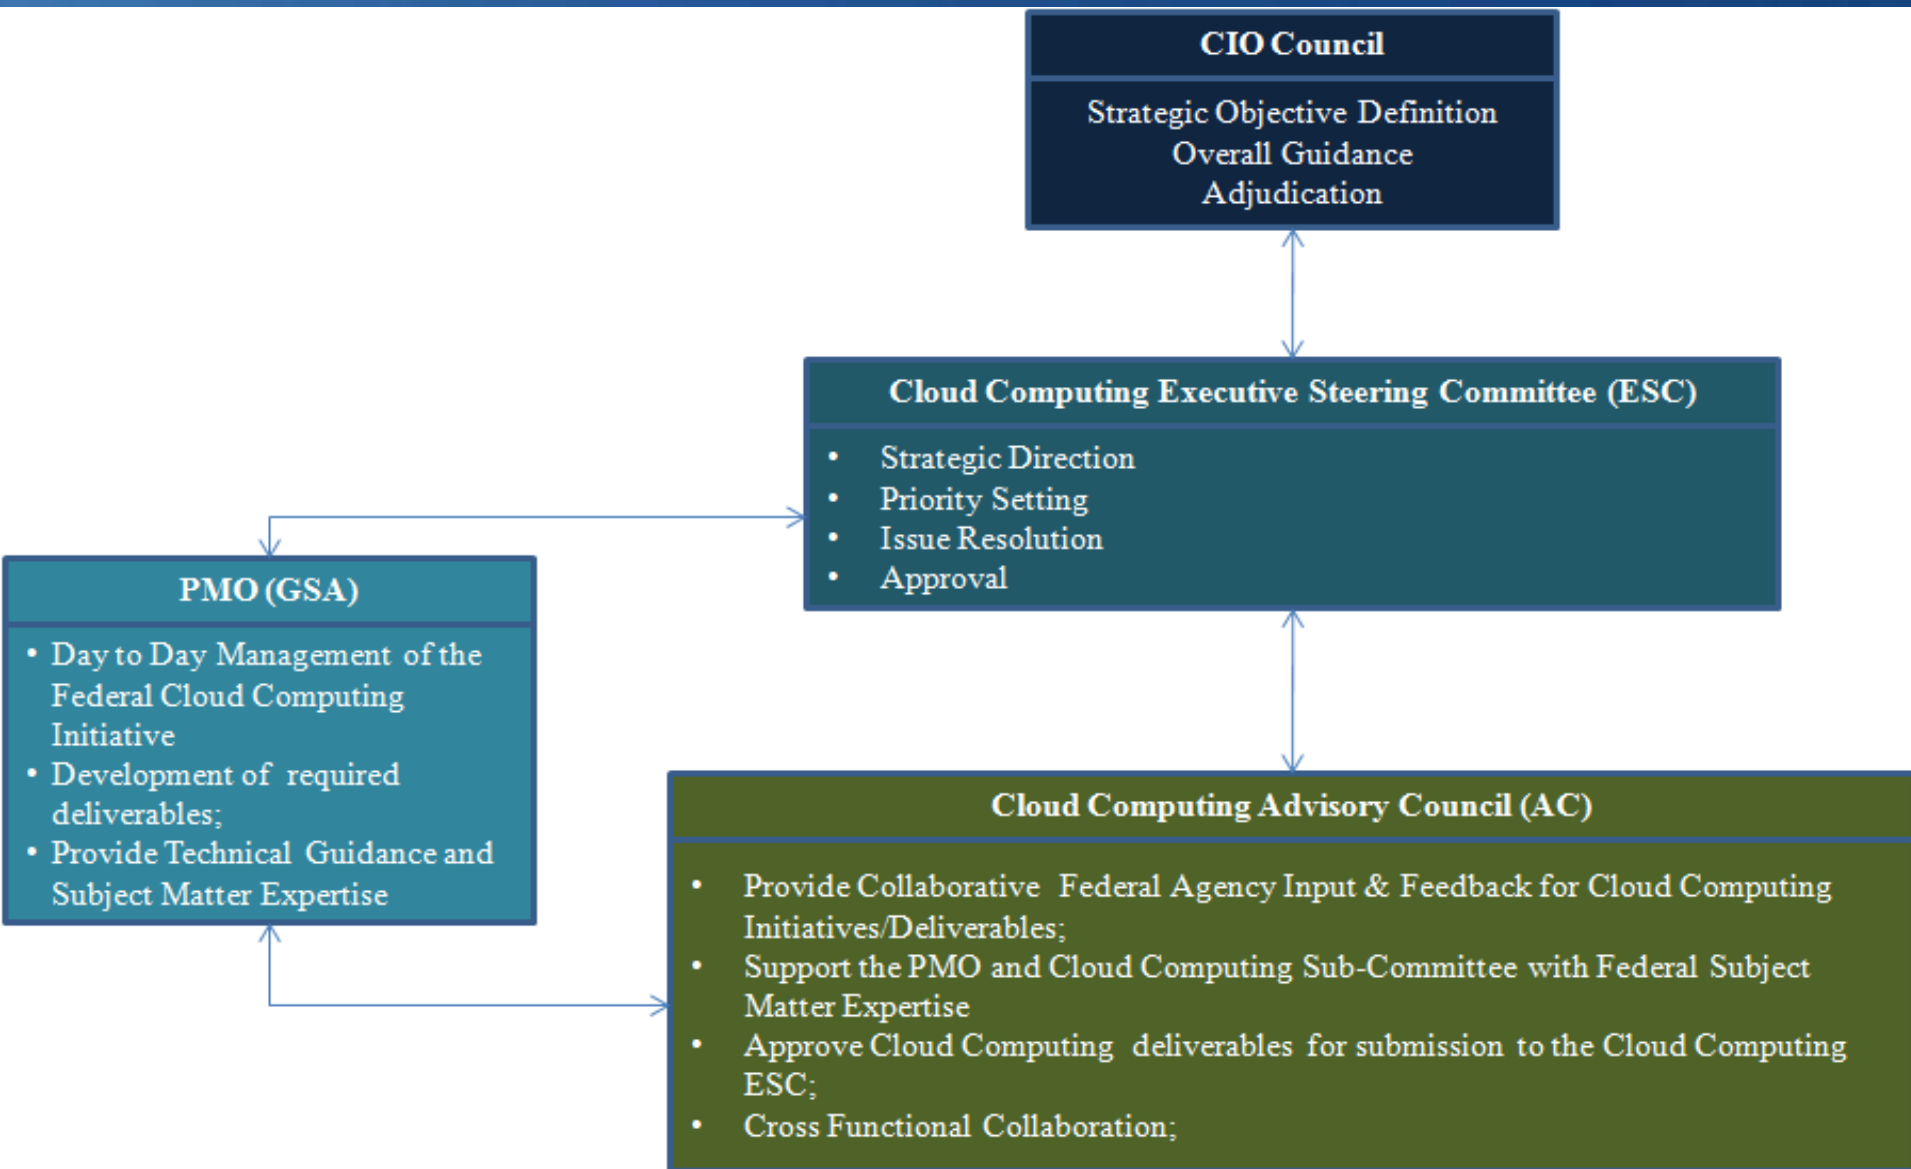 CIO Council
Strategic Objective Definition
Overall Guidance
Adjudication
Cloud Computing Executive Steering Committee (ESC)
• Strategic Direction
• Priority Setting
• Issue Resolution
• Approval
PMO (GSA)
• Day to Day Management of the
Federal Cloud Computing
Initiative
• Development of required
deliverables;
• Provide Technical Guidance and
Subject Matter Expertise
Cloud Computing Advisory Council (AC)
• Provide Collaborative Federal Agency Input & Feedback for Cloud Computing
Initiatives/Deliverables;
• Support the PMO and Cloud Computing Sub-Committee with Federal Subject
Matter Expertise
• Approve Cloud Computing deliverables for submission to the Cloud Computing
ESC;
• Cross Functional Collaboration;